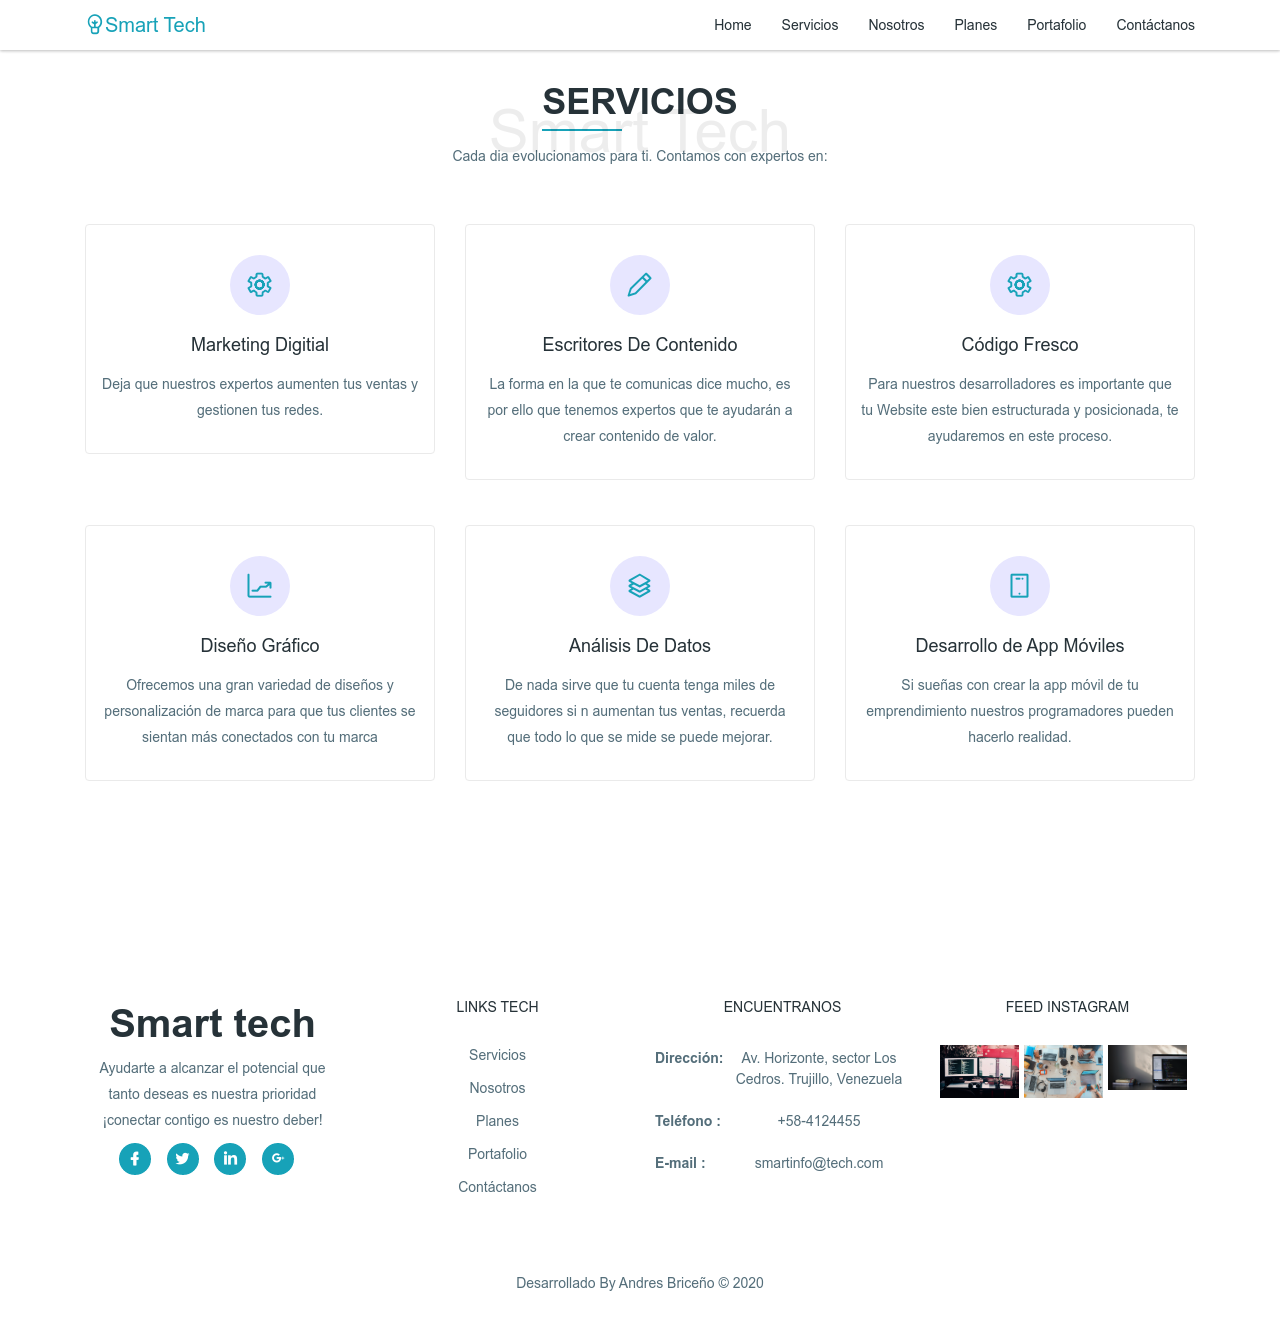 Smart Tech
Home Servicios Nosotros Planes Portafolio Contáctanos
SERVICIOS
Smart Tech
Cada dia evolucionamos para ti. Contamos con expertos en:
Marketing Digitial
Deja que nuestros expertos aumenten tus ventas y
gestionen tus redes.
Escritores De Contenido
La forma en la que te comunicas dice mucho, es
por ello que tenemos expertos que te ayudarán a
crear contenido de valor.
Código Fresco
Para nuestros desarrolladores es importante que
tu Website este bien estructurada y posicionada, te
ayudaremos en este proceso.
Diseño Gráfico
Ofrecemos una gran variedad de diseños y
personalización de marca para que tus clientes se
sientan más conectados con tu marca
Análisis De Datos
De nada sirve que tu cuenta tenga miles de
seguidores si n aumentan tus ventas, recuerda
que todo lo que se mide se puede mejorar.
Desarrollo de App Móviles
Si sueñas con crear la app móvil de tu
emprendimiento nuestros programadores pueden
hacerlo realidad.
Smart tech
Ayudarte a alcanzar el potencial que
tanto deseas es nuestra prioridad
¡conectar contigo es nuestro deber!
LINKS TECH
Servicios
Nosotros
Planes
Portafolio
Contáctanos
ENCUENTRANOS
Dirección: Av. Horizonte, sector Los
Cedros. Trujillo, Venezuela
Teléfono : +58-4124455
E-mail : smartinfo@tech.com
FEED INSTAGRAM
Desarrollado By Andres Briceño © 2020